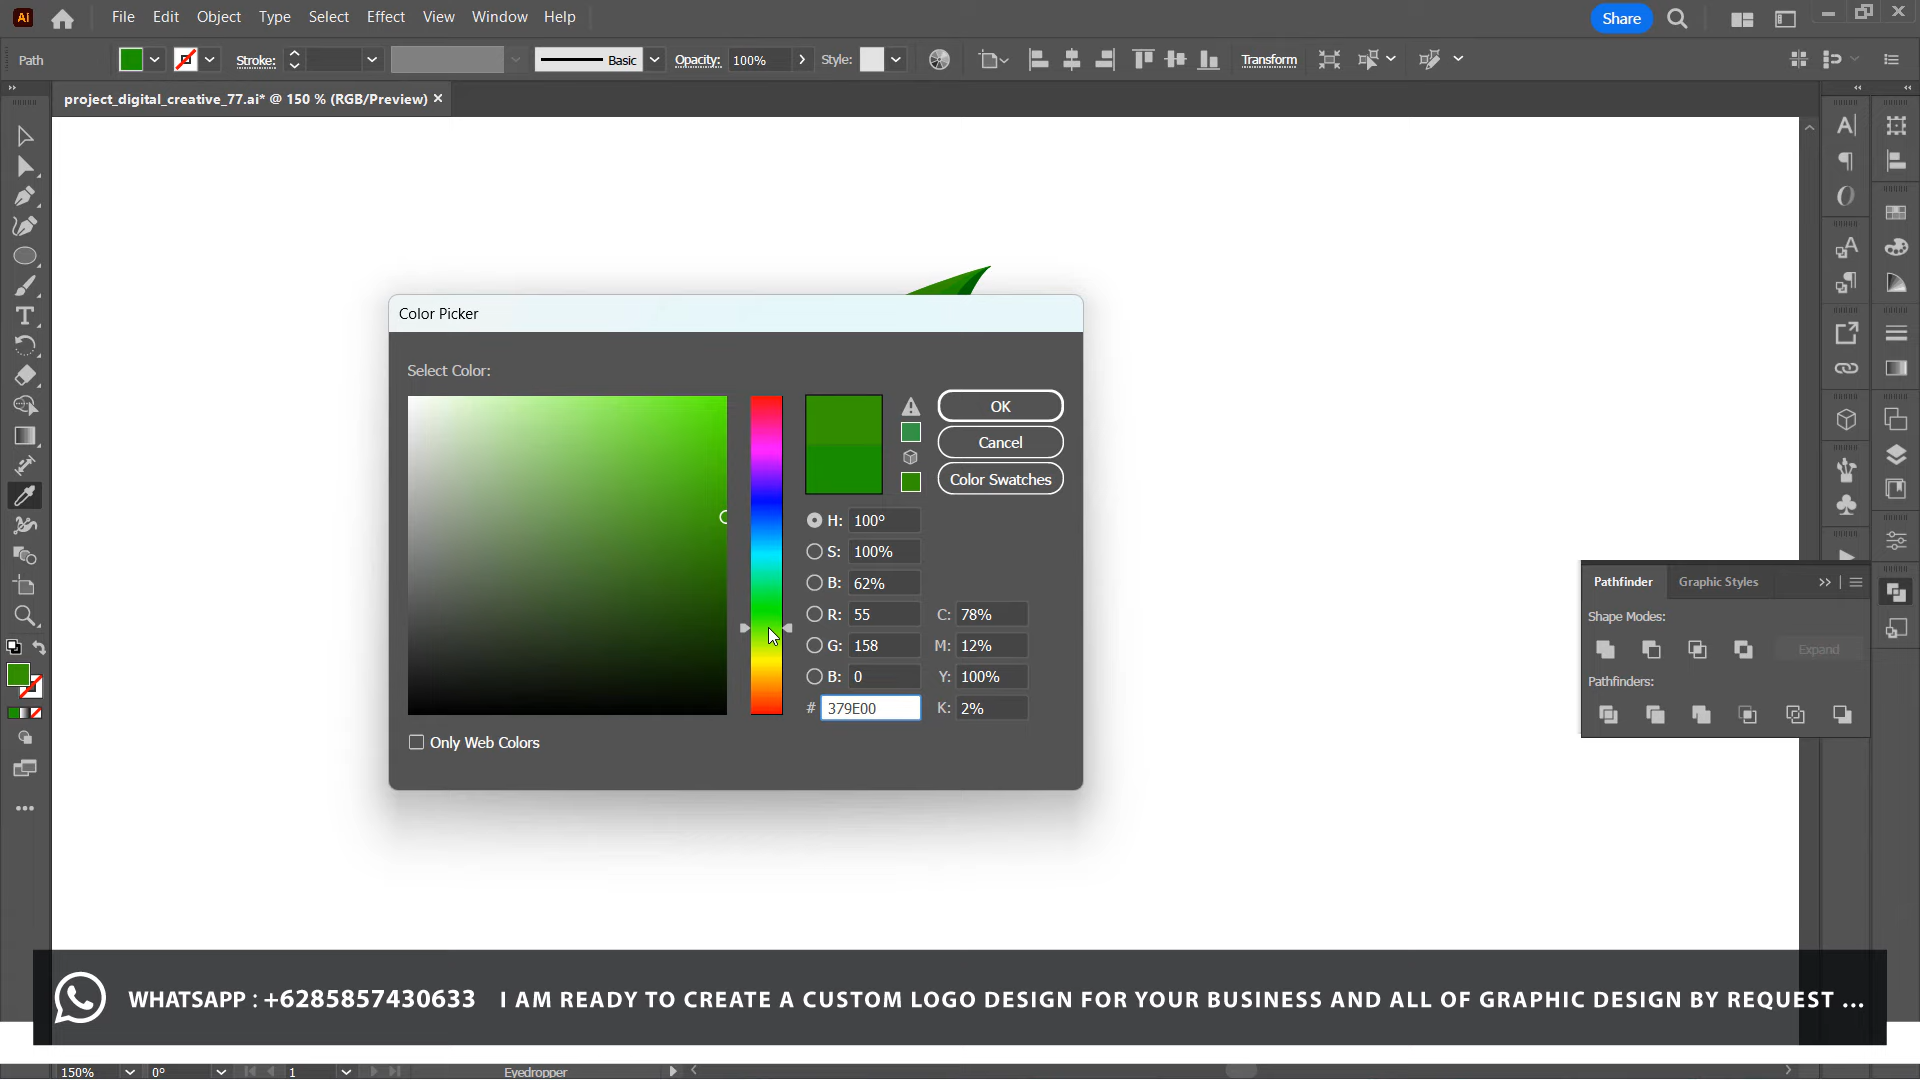 Ai File Edit Object Type Select Effect View Window Help Share
Path Stroke: Basic Opacity: 100% Style: Transform
project_digital_creative_77.ai* @ 150 % (RGB/Preview)
Color Picker
Select Color:
OK
Cancel
Color Swatches
H: 100°
S: 100%
B: 62%
R: 55 C: 78%
G: 158 M: 12%
B: 0 Y: 100%
# 379E00 K: 2%
Only Web Colors
Pathfinder Graphic Styles
Shape Modes:
Expand
Pathfinders:
WHATSAPP : +6285857430633 I AM READY TO CREATE A CUSTOM LOGO DESIGN FOR YOUR BUSINESS AND ALL OF GRAPHIC DESIGN BY REQUEST ...
150% 0° 1 Eyedropper